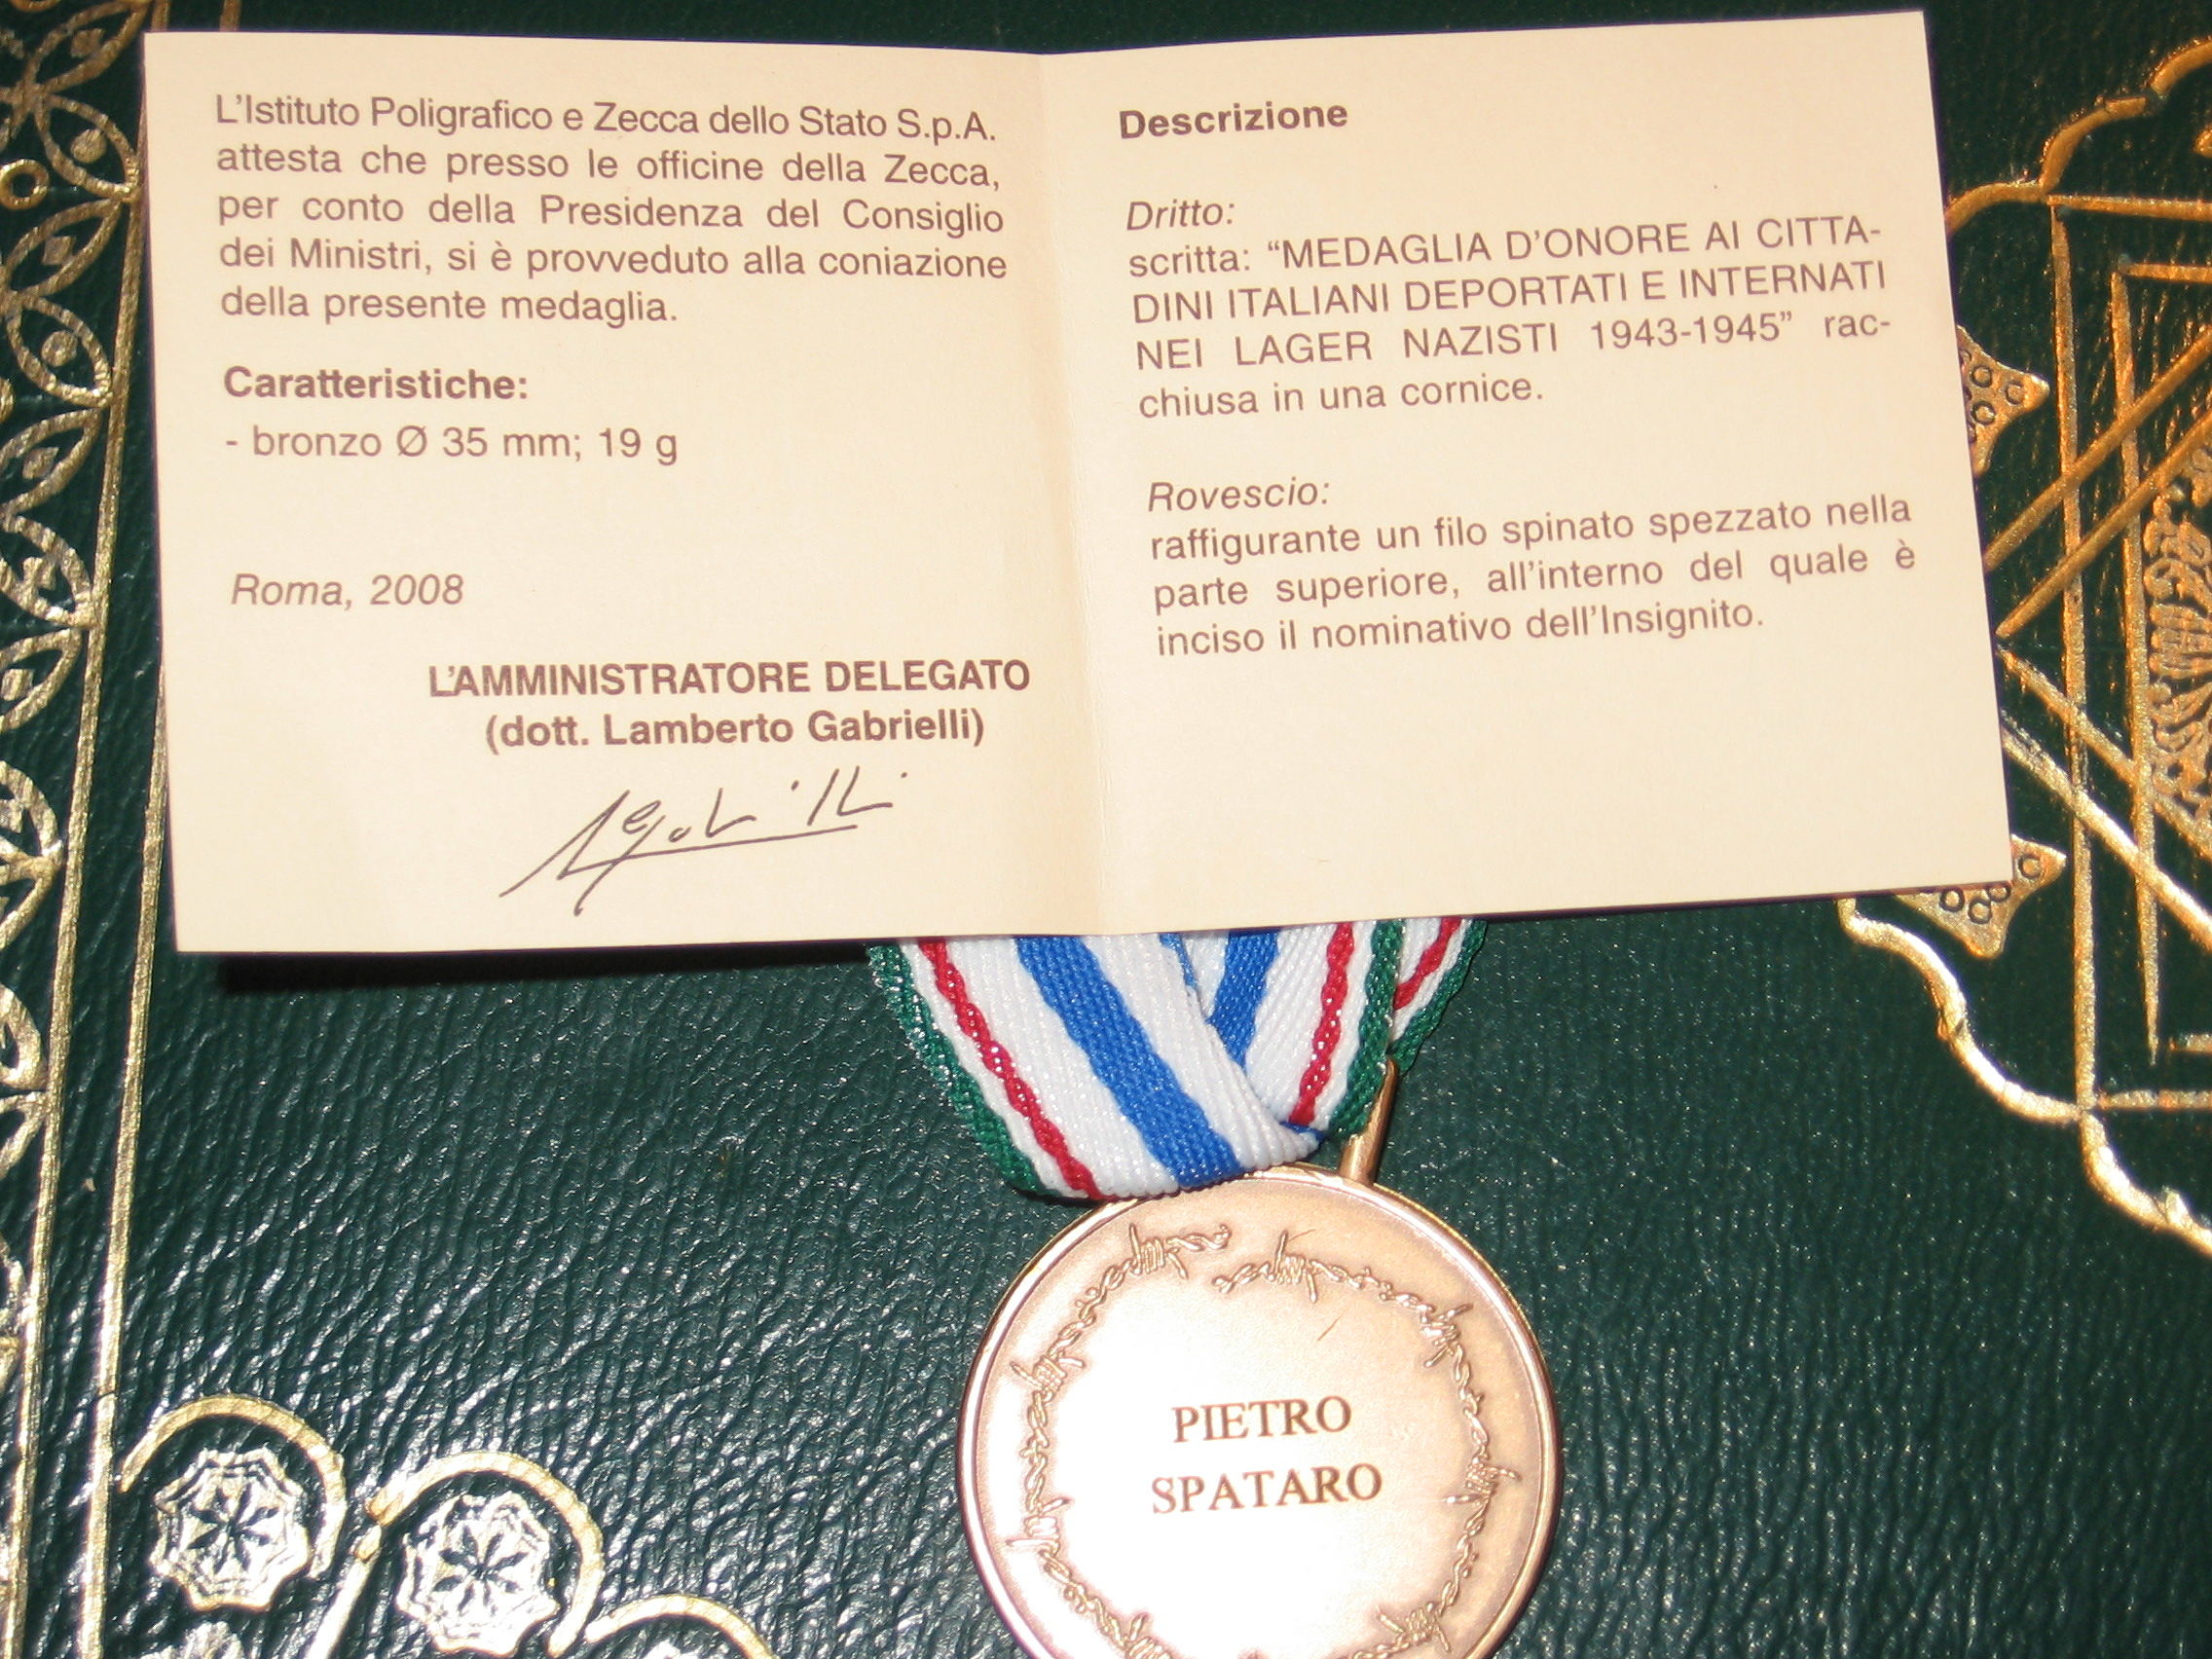 L'Istituto Poligrafico e Zecca dello Stato S.p.A.
attesta che presso le officine della Zecca,
per conto della Presidenza del Consiglio
dei Ministri, si è provveduto alla coniazione
della presente medaglia.
Caratteristiche:
- bronzo Ø 35 mm; 19 g
Roma, 2008
L'AMMINISTRATORE DELEGATO
(dott. Lamberto Gabrielli)
Descrizione
Dritto:
scritta: “MEDAGLIA D'ONORE AI CITTA-
DINI ITALIANI DEPORTATI E INTERNATI
NEI LAGER NAZISTI 1943-1945” rac-
chiusa in una cornice.
Rovescio:
raffigurante un filo spinato spezzato nella
parte superiore, all'interno del quale è
inciso il nominativo dell'Insignito.
PIETRO
SPATARO